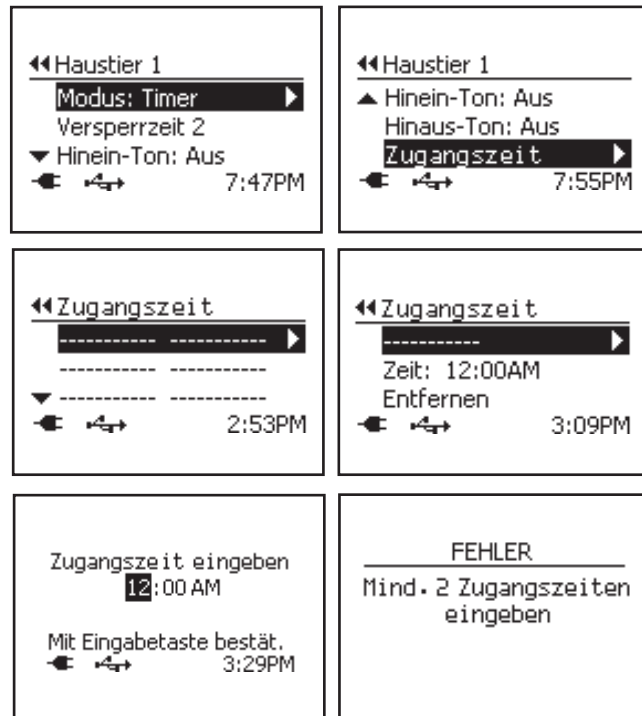 Haustier 1
Modus: Timer
Versperrzeit 2
Hinein-Ton: Aus
7:47PM
Haustier 1
Hinein-Ton: Aus
Hinaus-Ton: Aus
Zugangszeit
7:55PM
Zugangszeit
----------- -----------
----------- -----------
----------- -----------
2:53PM
Zugangszeit
-----------
Zeit: 12:00AM
Entfernen
3:09PM
Zugangszeit eingeben
12:00 AM
Mit Eingabetaste bestät.
3:29PM
FEHLER
Mind. 2 Zugangszeiten
eingeben